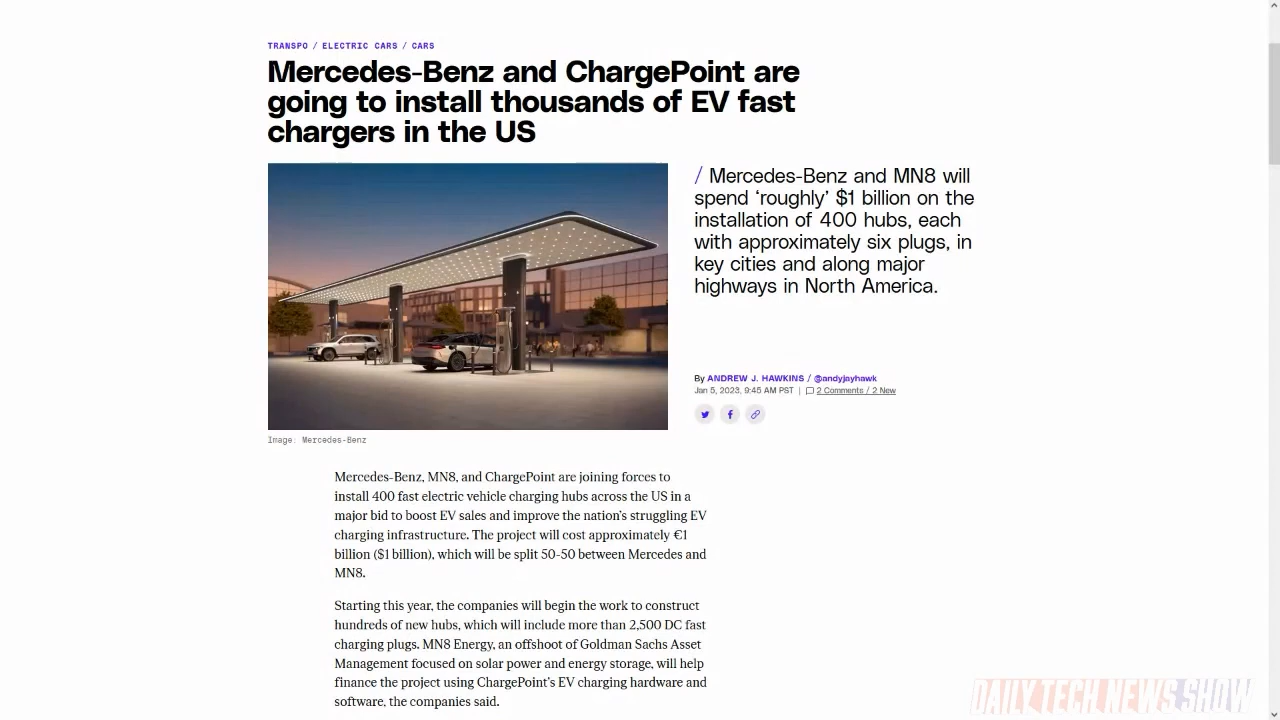 TRANSPO / ELECTRIC CARS / CARS
Mercedes-Benz and ChargePoint are
going to install thousands of EV fast
chargers in the US
/ Mercedes-Benz and MN8 will
spend ‘roughly’ $1 billion on the
installation of 400 hubs, each
with approximately six plugs, in
key cities and along major
highways in North America.
By ANDREW J. HAWKINS / @andyjayhawk
Jan 5, 2023, 9:45 AM PST | 2 Comments / 2 New
Image: Mercedes-Benz
Mercedes-Benz, MN8, and ChargePoint are joining forces to
install 400 fast electric vehicle charging hubs across the US in a
major bid to boost EV sales and improve the nation’s struggling EV
charging infrastructure. The project will cost approximately €1
billion ($1 billion), which will be split 50-50 between Mercedes and
MN8.
Starting this year, the companies will begin the work to construct
hundreds of new hubs, which will include more than 2,500 DC fast
charging plugs. MN8 Energy, an offshoot of Goldman Sachs Asset
Management focused on solar power and energy storage, will help
finance the project using ChargePoint’s EV charging hardware and
software, the companies said.
DAILY TECH NEWS SHOW